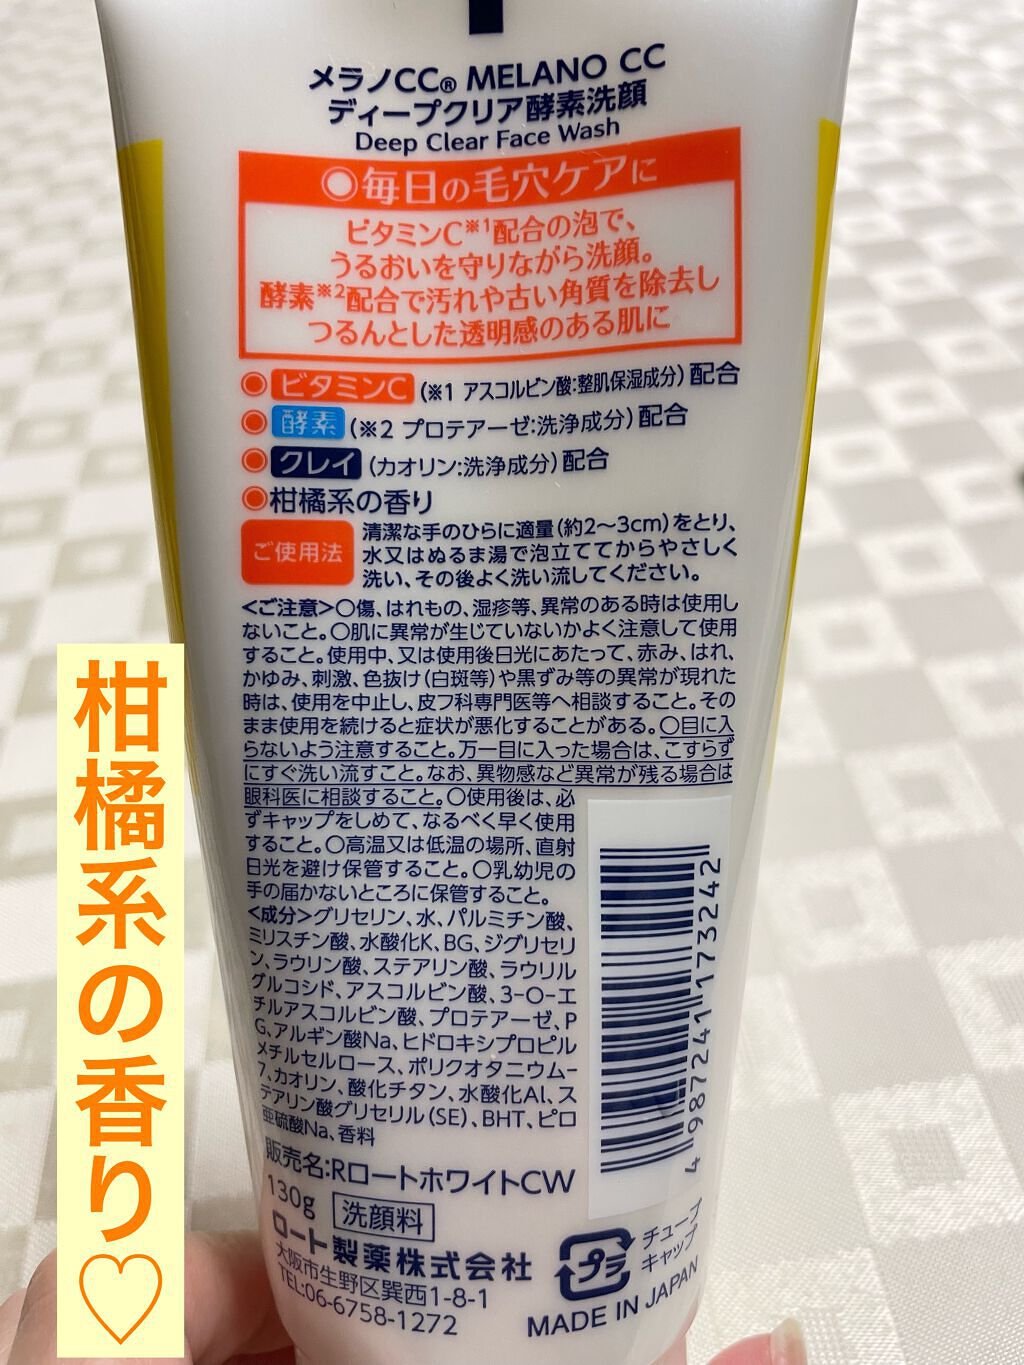 メラノCC® MELANO CC
ディープクリア酵素洗顔
Deep Clear Face Wash
◎毎日の毛穴ケアに
ビタミンC※1配合の泡で、
うるおいを守りながら洗顔。
酵素※2配合で汚れや古い角質を除去し
つるんとした透明感のある肌に
◎ビタミンC(※1 アスコルビン酸:整肌保湿成分)配合
◎酵素(※2 プロテアーゼ:洗浄成分)配合
◎クレイ(カオリン:洗浄成分)配合
◎柑橘系の香り
ご使用法
清潔な手のひらに適量(約2〜3cm)をとり、
水又はぬるま湯で泡立ててからやさしく
洗い、その後よく洗い流してください。
<ご注意>○傷、はれもの、湿疹等、異常のある時は使用し
ないこと。○肌に異常が生じていないかよく注意して使用
すること。使用中、又は使用後日光にあたって、赤み、はれ、
かゆみ、刺激、色抜け(白斑等)や黒ずみ等の異常が現れた
時は、使用を中止し、皮フ科専門医等へ相談すること。その
まま使用を続けると症状が悪化することがある。○目に入
らないよう注意すること。万一目に入った場合は、こすらず
にすぐ洗い流すこと。なお、異物感など異常が残る場合は
眼科医に相談すること。○使用後は、必
ずキャップをしめて、なるべく早く使用
すること。○高温又は低温の場所、直射
日光を避け保管すること。○乳幼児の
手の届かないところに保管すること。
<成分>グリセリン、水、パルミチン酸、
ミリスチン酸、水酸化K、BG、ジグリセリ
ン、ラウリン酸、ステアリン酸、ラウリル
グルコシド、アスコルビン酸、3-O-エ
チルアスコルビン酸、プロテアーゼ、P
G、アルギン酸Na、ヒドロキシプロピル
メチルセルロース、ポリクオタニウム-
7、カオリン、酸化チタン、水酸化Al、ス
テアリン酸グリセリル(SE)、BHT、ピロ
亜硫酸Na、香料
4 987241 173242
販売名:RロートホワイトCW
130g 洗顔料
ロート製薬株式会社
大阪市生野区巽西1-8-1
TEL:06-6758-1272
プラ
チューブ
キャップ
MADE IN JAPAN
柑橘系の香り♡